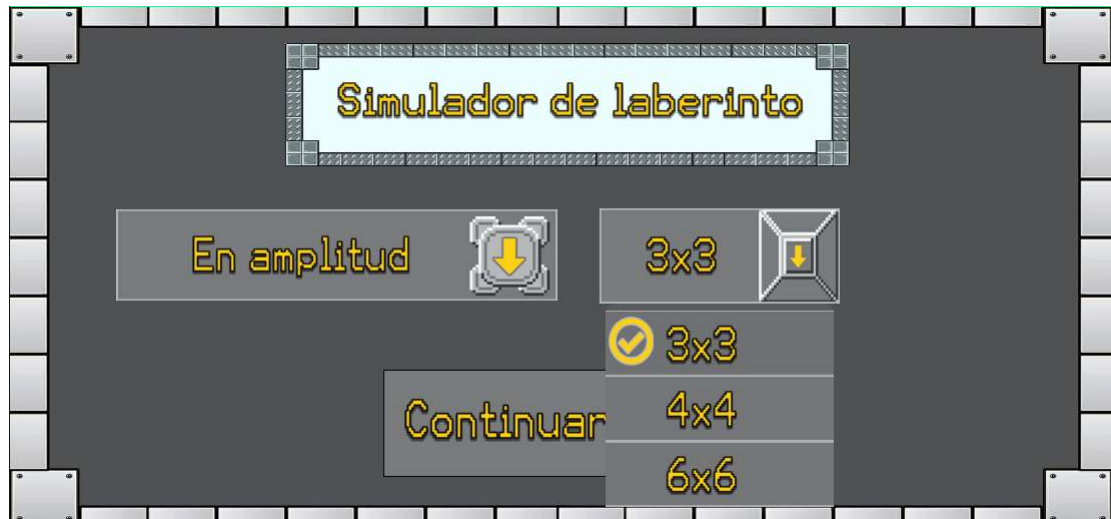 Simulador de laberinto
En amplitud
3x3
3x3
4x4
Continuar
6x6